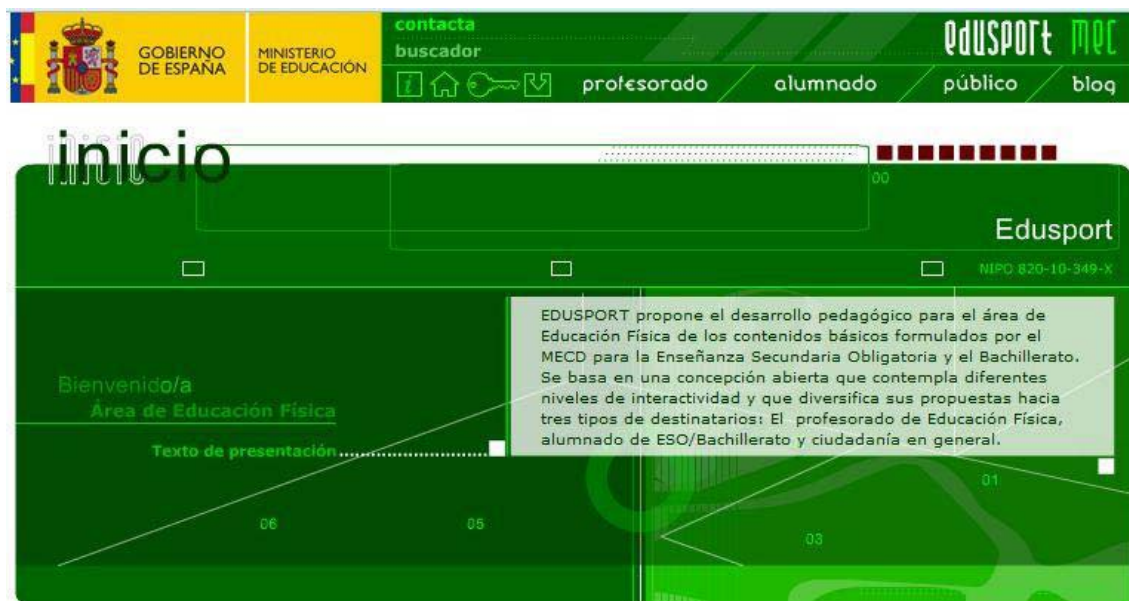 GOBIERNO
DE ESPAÑA
MINISTERIO
DE EDUCACIÓN
contacta
buscador
edusport mec
profesorado
alumnado
público
blog
inicio
inicio
00
Edusport
NIPO 820-10-349-X
EDUSPORT propone el desarrollo pedagógico para el área de
Educación Física de los contenidos básicos formulados por el
MECD para la Enseñanza Secundaria Obligatoria y el Bachillerato.
Se basa en una concepción abierta que contempla diferentes
niveles de interactividad y que diversifica sus propuestas hacia
tres tipos de destinatarios: El profesorado de Educación Física,
alumnado de ESO/Bachillerato y ciudadanía en general.
Bienvenido/a
Área de Educación Física
Texto de presentación
01
06
05
03